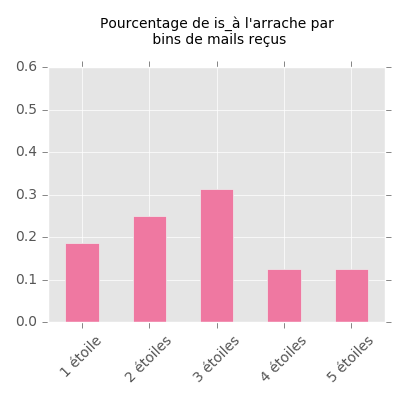 Pourcentage de is_à l'arrache par
bins de mails reçus
0.6
0.5
0.4
0.3
0.2
0.1
0.0
1 étoile
2 étoiles
3 étoiles
4 étoiles
5 étoiles